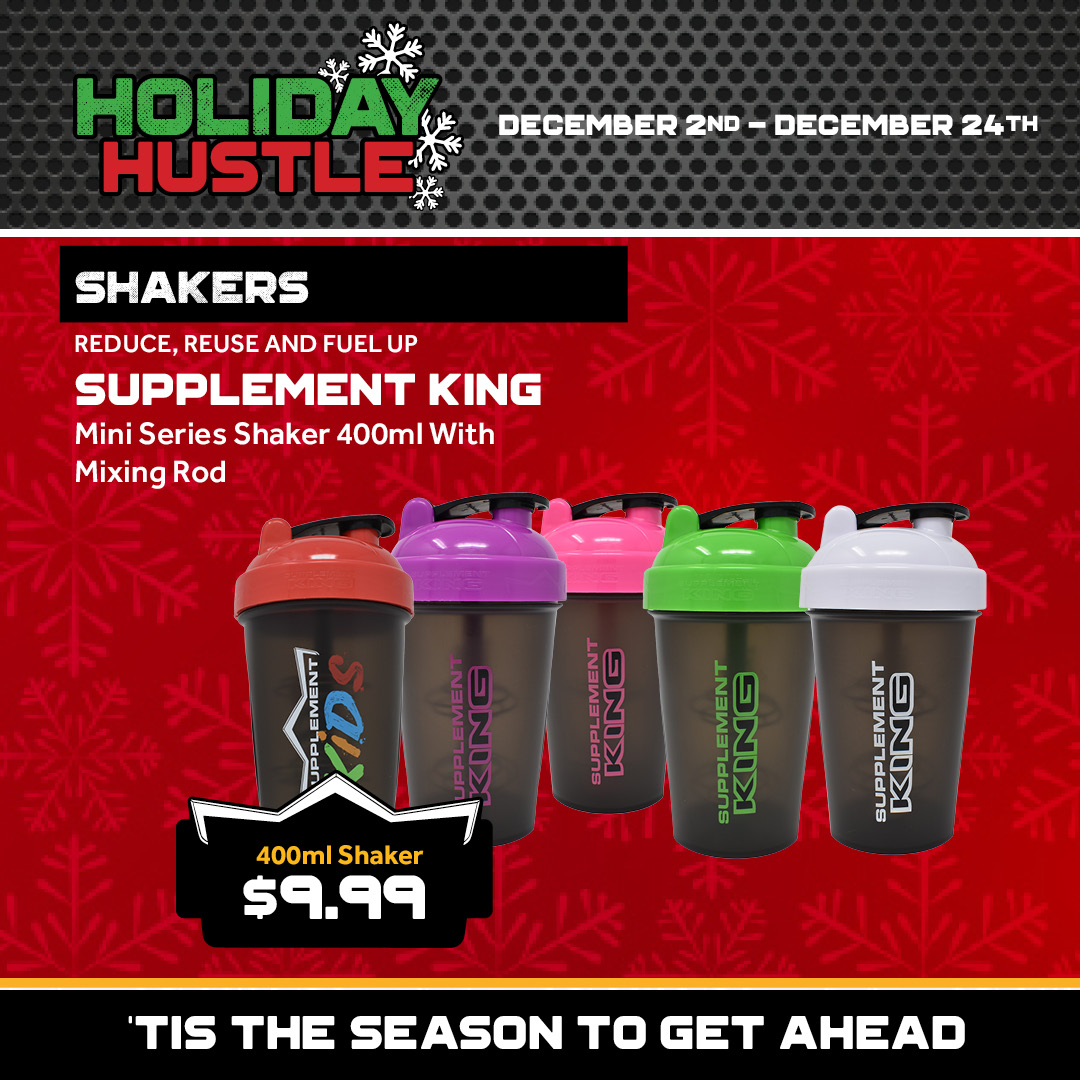 HOLIDAY
HUSTLE
DECEMBER 2ND – DECEMBER 24TH
SHAKERS
REDUCE, REUSE AND FUEL UP
SUPPLEMENT KING
Mini Series Shaker 400ml With
Mixing Rod
SUPPLEMENT
KIDS
SUPPLEMENT
KING
SUPPLEMENT
KING
SUPPLEMENT
KING
SUPPLEMENT
KING
400ml Shaker
$9.99
'TIS THE SEASON TO GET AHEAD